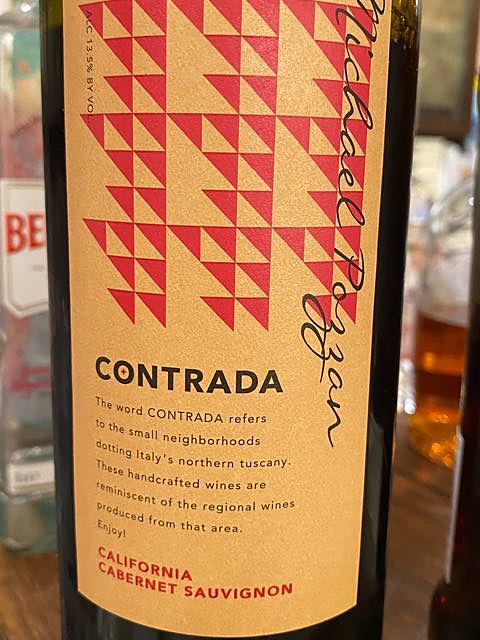 ALC 13.5% BY VOL
Michael Pozzan
CONTRADA
The word CONTRADA refers
to the small neighborhoods
dotting Italy's northern tuscany.
These handcrafted wines are
reminiscent of the regional wines
produced from that area.
Enjoy!
CALIFORNIA
CABERNET SAUVIGNON
BE